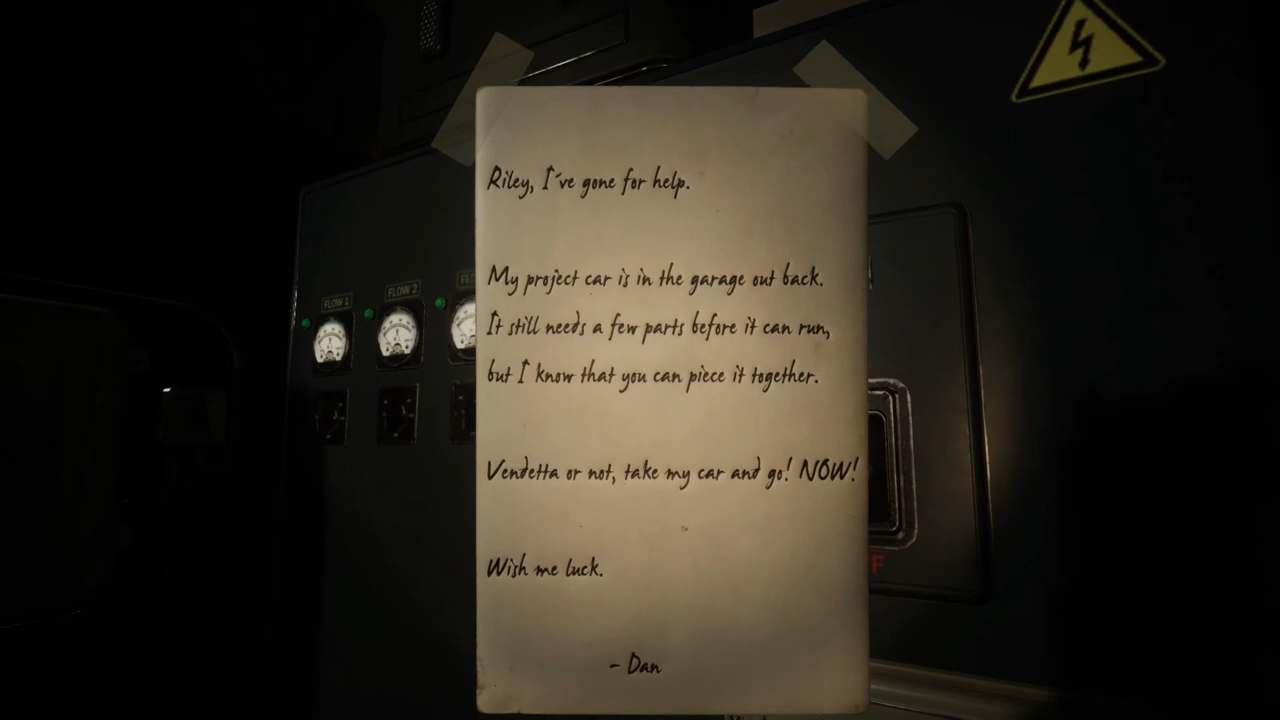 Riley, I've gone for help.
My project car is in the garage out back.
It still needs a few parts before it can run,
but I know that you can piece it together.
Vendetta or not, take my car and go! NOW!
Wish me luck.
- Dan
FLOW 1
FLOW 2